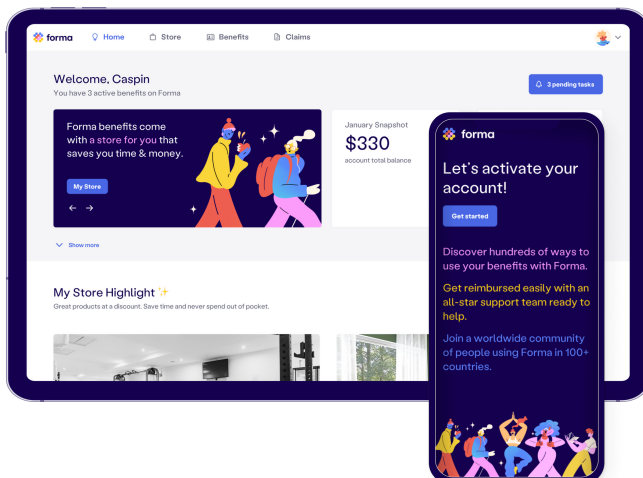 forma
Home
Store
Benefits
Claims
Welcome, Caspin
You have 3 active benefits on Forma
3 pending tasks
Forma benefits come
with a store for you that
saves you time & money.
My Store
January Snapshot
$330
account total balance
Show more
My Store Highlight
Great products at a discount. Save time and never spend out of pocket.
forma
Let's activate your
account!
Get started
Discover hundreds of ways to
use your benefits with Forma.
Get reimbursed easily with an
all-star support team ready to
help.
Join a worldwide community
of people using Forma in 100+
countries.